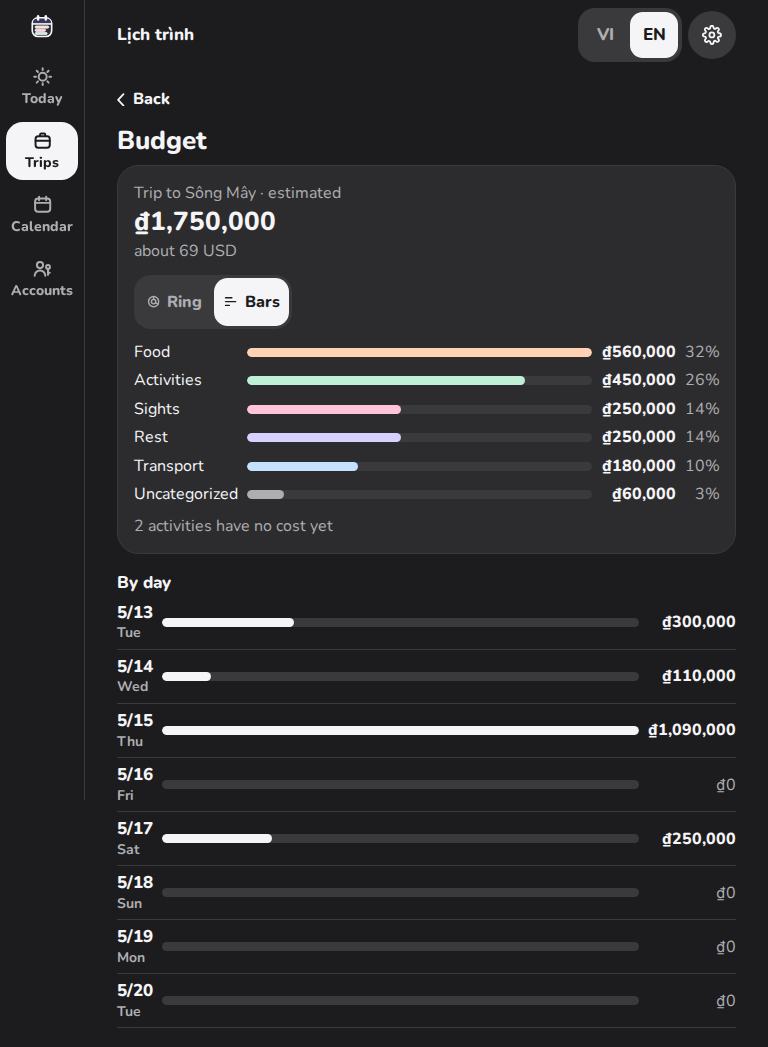 Lịch trình
VI
EN
Today
Trips
Calendar
Accounts
Back
Budget
Trip to Sông Mây · estimated
₫1,750,000
about 69 USD
Ring
Bars
Food ₫560,000 32%
Activities ₫450,000 26%
Sights ₫250,000 14%
Rest ₫250,000 14%
Transport ₫180,000 10%
Uncategorized ₫60,000 3%
2 activities have no cost yet
By day
5/13
Tue
₫300,000
5/14
Wed
₫110,000
5/15
Thu
₫1,090,000
5/16
Fri
₫0
5/17
Sat
₫250,000
5/18
Sun
₫0
5/19
Mon
₫0
5/20
Tue
₫0